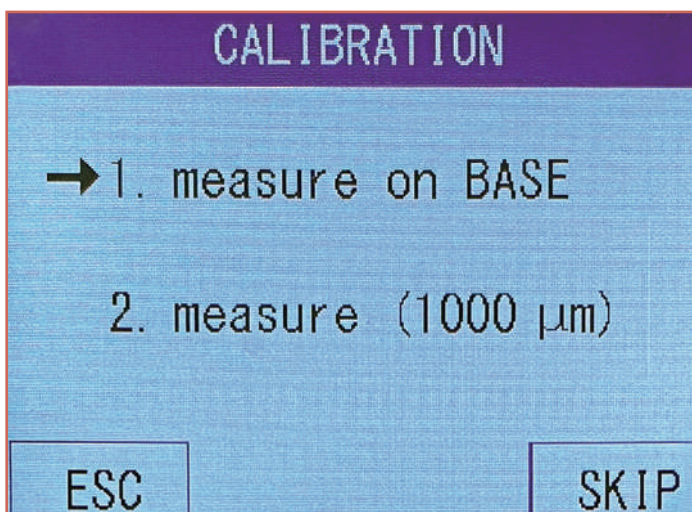 CALIBRATION
→1. measure on BASE
2. measure (1000 μm)
ESC
SKIP